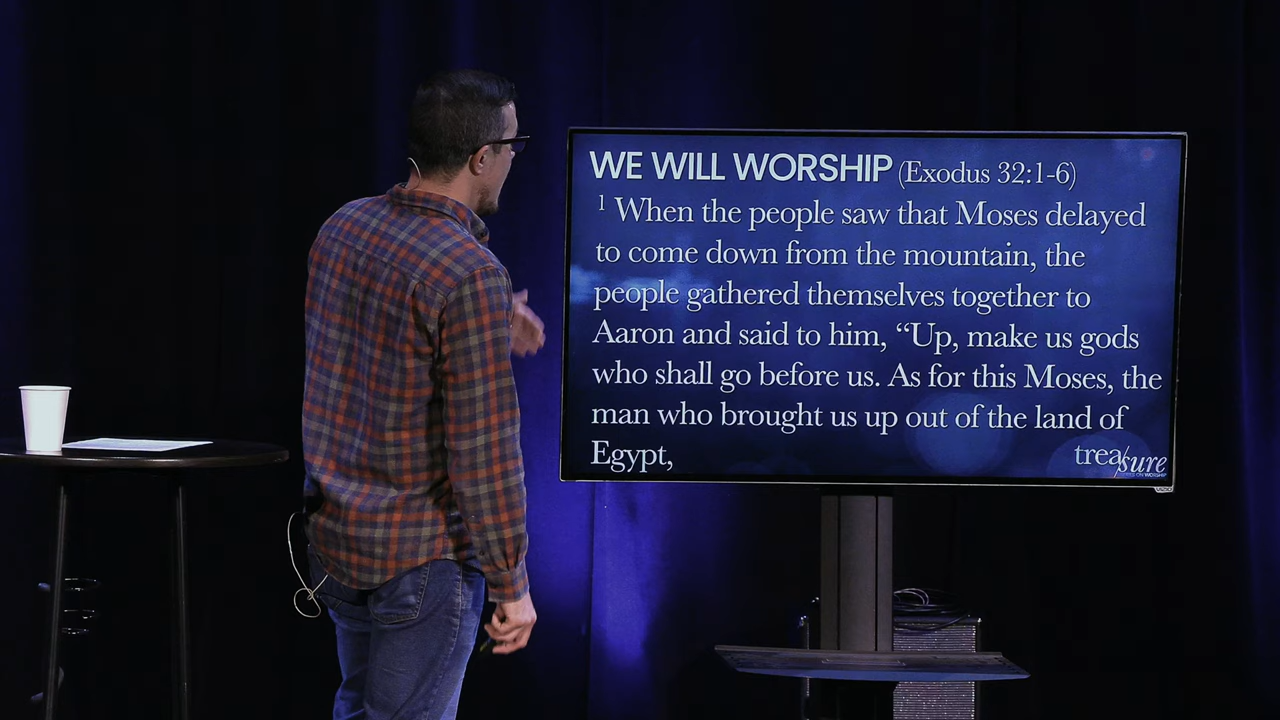 WE WILL WORSHIP (Exodus 32:1-6)
1 When the people saw that Moses delayed
to come down from the mountain, the
people gathered themselves together to
Aaron and said to him, “Up, make us gods
who shall go before us. As for this Moses, the
man who brought us up out of the land of
Egypt,
treasure
ON WORSHIP